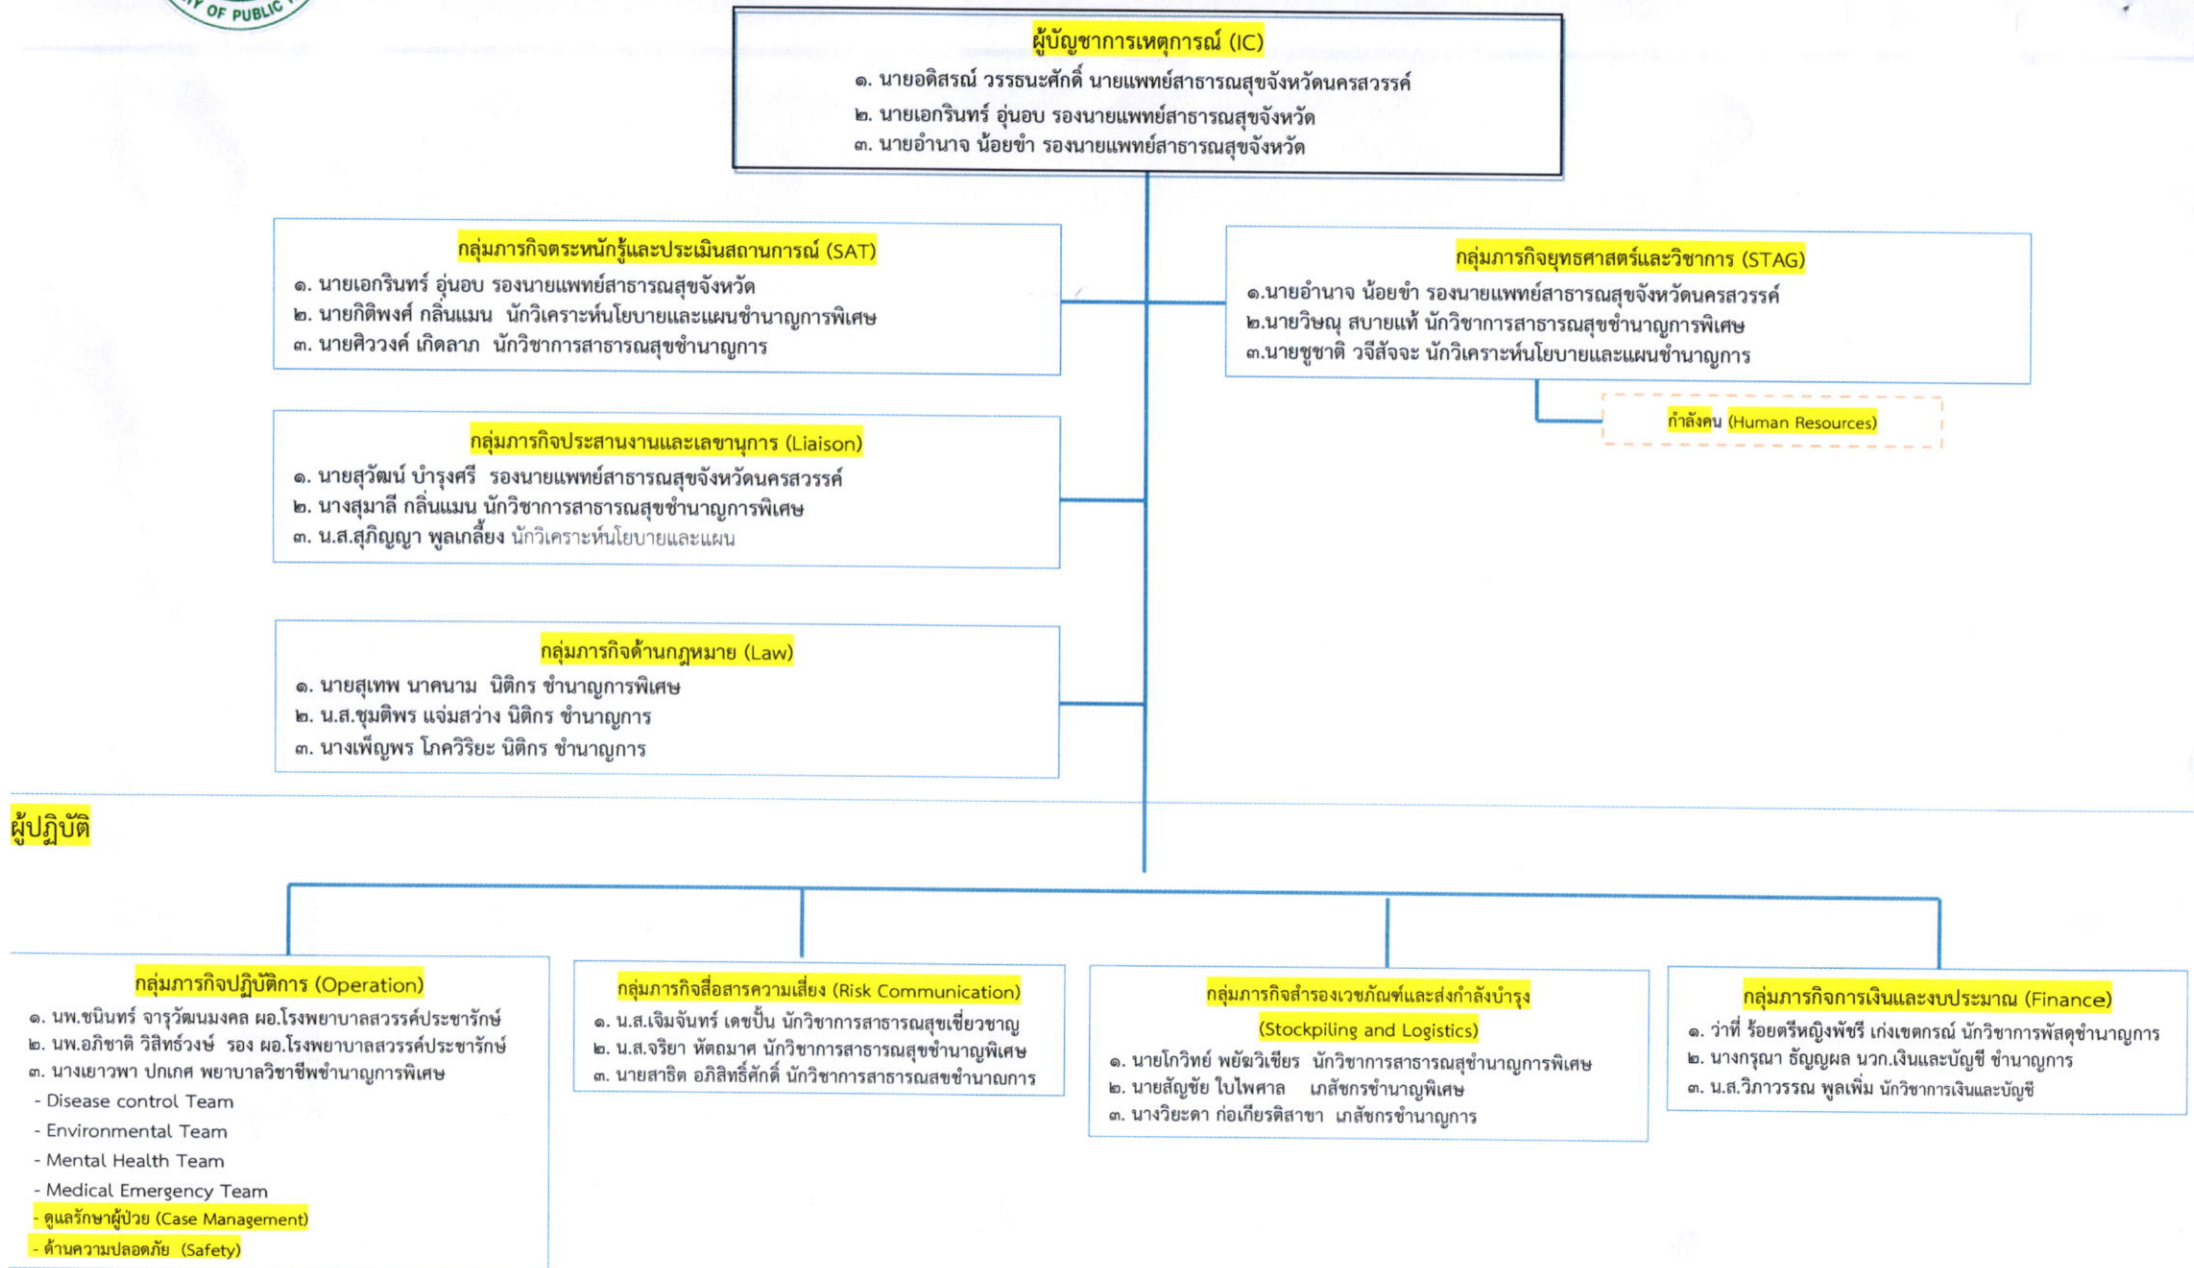 OF PUBLIC
ผู้บัญชาการเหตุการณ์ (IC)
๑. นายอดิสรณ์ วรรธนะศักดิ์ นายแพทย์สาธารณสุขจังหวัดนครสวรรค์
๒. นายเอกรินทร์ อุ่นอบ รองนายแพทย์สาธารณสุขจังหวัด
๓. นายอำนาจ น้อยขำ รองนายแพทย์สาธารณสุขจังหวัด
กลุ่มภารกิจตระหนักรู้และประเมินสถานการณ์ (SAT)
๑. นายเอกรินทร์ อุ่นอบ รองนายแพทย์สาธารณสุขจังหวัด
๒. นายกิติพงศ์ กลิ่นแมน นักวิเคราะห์นโยบายและแผนชำนาญการพิเศษ
๓. นายศิววงค์ เกิดลาภ นักวิชาการสาธารณสุขชำนาญการ
กลุ่มภารกิจยุทธศาสตร์และวิชาการ (STAG)
๑.นายอำนาจ น้อยขำ รองนายแพทย์สาธารณสุขจังหวัดนครสวรรค์
๒.นายวิษณุ สบายแท้ นักวิชาการสาธารณสุขชำนาญการพิเศษ
๓.นายชูชาติ วจีสัจจะ นักวิเคราะห์นโยบายและแผนชำนาญการ
กำลังคน (Human Resources)
กลุ่มภารกิจประสานงานและเลขานุการ (Liaison)
๑. นายสุวัฒน์ บำรุงศรี รองนายแพทย์สาธารณสุขจังหวัดนครสวรรค์
๒. นางสุมาลี กลิ่นแมน นักวิชาการสาธารณสุขชำนาญการพิเศษ
๓. น.ส.สุภิญญา พูลเกลี้ยง นักวิเคราะห์นโยบายและแผน
กลุ่มภารกิจด้านกฎหมาย (Law)
๑. นายสุเทพ นาคนาม นิติกร ชำนาญการพิเศษ
๒. น.ส.ชุมติพร แจ่มสว่าง นิติกร ชำนาญการ
๓. นางเพ็ญพร โภควิริยะ นิติกร ชำนาญการ
ผู้ปฏิบัติ
กลุ่มภารกิจปฏิบัติการ (Operation)
๑. นพ.ชนินทร์ จารุวัฒนมงคล ผอ.โรงพยาบาลสวรรค์ประชารักษ์
๒. นพ.อภิชาติ วิสิทธ์วงษ์ รอง ผอ.โรงพยาบาลสวรรค์ประชารักษ์
๓. นางเยาวพา ปกเกศ พยาบาลวิชาชีพชำนาญการพิเศษ
- Disease control Team
- Environmental Team
- Mental Health Team
- Medical Emergency Team
- ดูแลรักษาผู้ป่วย (Case Management)
- ด้านความปลอดภัย (Safety)
กลุ่มภารกิจสื่อสารความเสี่ยง (Risk Communication)
๑. น.ส.เจิมจันทร์ เดชปั้น นักวิชาการสาธารณสุขเชี่ยวชาญ
๒. น.ส.จริยา หัตถมาศ นักวิชาการสาธารณสุขชำนาญพิเศษ
๓. นายสาธิต อภิสิทธิ์ศักดิ์ นักวิชาการสาธารณสขชำนาณการ
กลุ่มภารกิจสำรองเวชภัณฑ์และส่งกำลังบำรุง
(Stockpiling and Logistics)
๑. นายโกวิทย์ พยัฆวิเชียร นักวิชาการสาธารณสุชำนาญการพิเศษ
๒. นายสัญชัย ใบไพศาล เภสัชกรชำนาญพิเศษ
๓. นางวิยะดา ก่อเกียรติสาขา เภสัชกรชำนาญการ
กลุ่มภารกิจการเงินและงบประมาณ (Finance)
๑. ว่าที่ ร้อยตรีหญิงพัชรี เก่งเขตกรณ์ นักวิชาการพัสดุชำนาญการ
๒. นางกรุณา ธัญญผล นวก.เงินและบัญชี ชำนาญการ
๓. น.ส.วิภาวรรณ พูลเพิ่ม นักวิชาการเงินและบัญชี